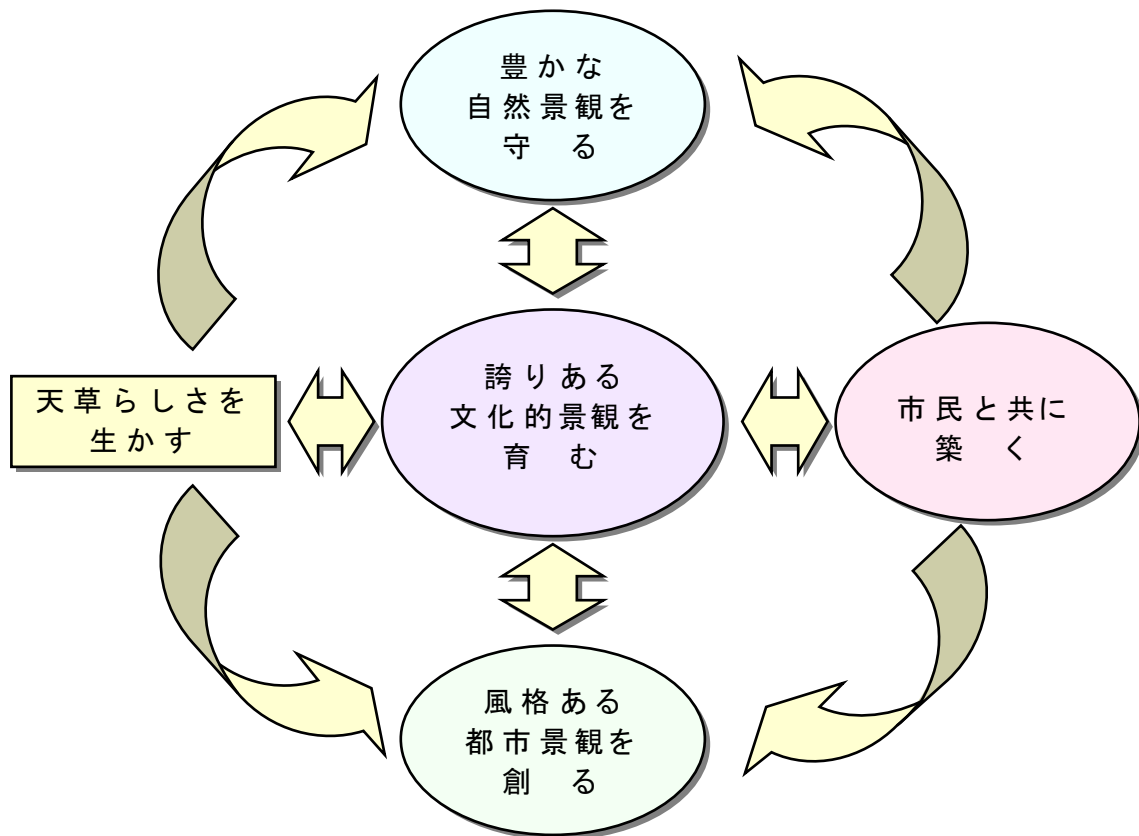 豊かな
自然景観を
守　る
誇りある
文化的景観を
育　む
天草らしさを
生かす
市民と共に
築　く
風格ある
都市景観を
創　る